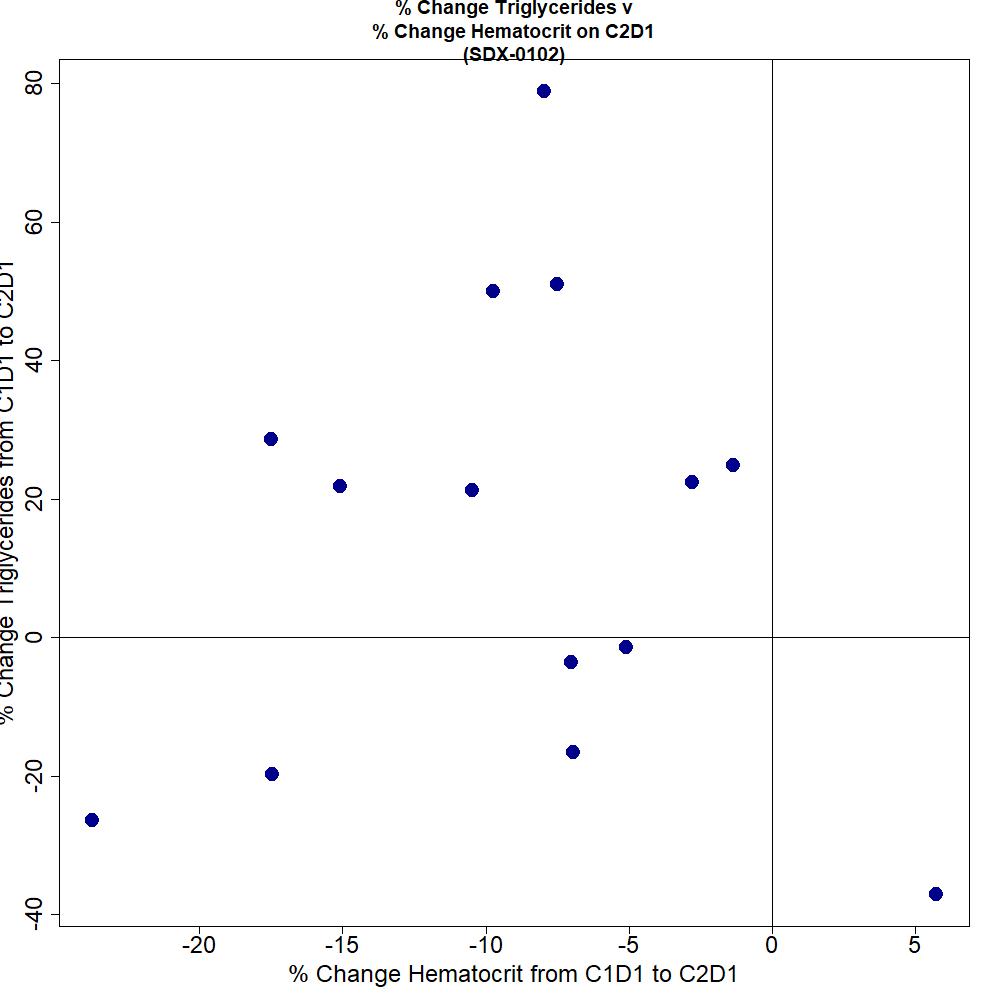 % Change Triglycerides v
% Change Hematocrit on C2D1
(SDX-0102)
% Change Triglycerides from C1D1 to C2D1
80
60
40
20
0
-20
-40
-20
-15
-10
-5
0
5
% Change Hematocrit from C1D1 to C2D1